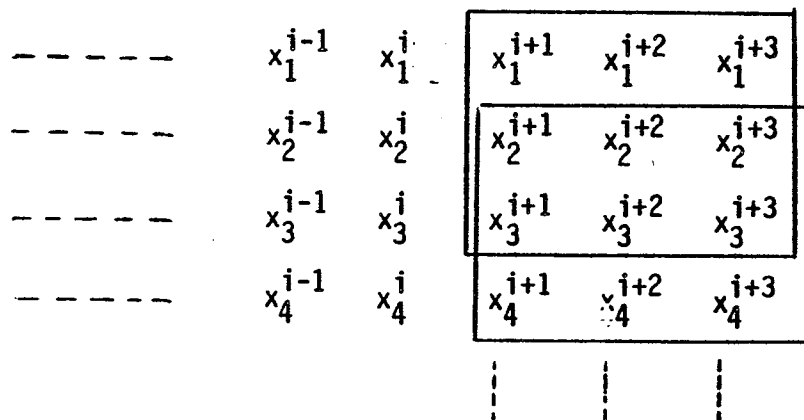 x_1^{i-1} x_1^{i} x_1^{i+1} x_1^{i+2} x_1^{i+3}
x_2^{i-1} x_2^{i} x_2^{i+1} x_2^{i+2} x_2^{i+3}
x_3^{i-1} x_3^{i} x_3^{i+1} x_3^{i+2} x_3^{i+3}
x_4^{i-1} x_4^{i} x_4^{i+1} x_4^{i+2} x_4^{i+3}